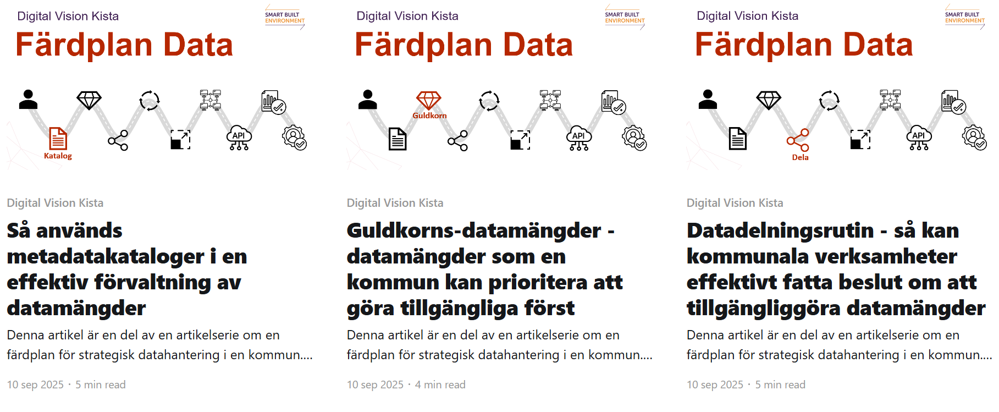 Digital Vision Kista
SMART BUILT
ENVIRONMENT
Färdplan Data
API
Katalog
Digital Vision Kista
Så används
metadatakataloger i en
effektiv förvaltning av
datamängder
Denna artikel är en del av en artikelserie om en
färdplan för strategisk datahantering i en kommun....
10 sep 2025 • 5 min read
Digital Vision Kista
SMART BUILT
ENVIRONMENT
Färdplan Data
Guldkorn
API
Digital Vision Kista
Guldkorns-datamängder -
datamängder som en
kommun kan prioritera att
göra tillgängliga först
Denna artikel är en del av en artikelserie om en
färdplan för strategisk datahantering i en kommun....
10 sep 2025 • 4 min read
Digital Vision Kista
SMART BUILT
ENVIRONMENT
Färdplan Data
API
Dela
Digital Vision Kista
Datadelningsrutin - så kan
kommunala verksamheter
effektivt fatta beslut om att
tillgängliggöra datamängder
Denna artikel är en del av en artikelserie om en
färdplan för strategisk datahantering i en kommun....
10 sep 2025 • 5 min read